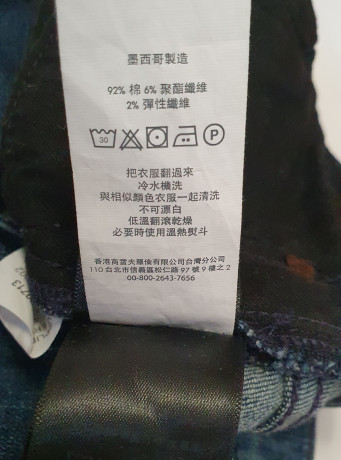 墨西哥製造
92% 棉 6% 聚酯纖維
2% 彈性纖維
30
P
把衣服翻過來
冷水機洗
與相似顏色衣服一起清洗
不可漂白
低溫翻滾乾燥
必要時使用溫熱熨斗
香港商雷夫羅倫有限公司台灣分公司
110 台北市信義區松仁路 97 號 9 樓之 2
00-800-2643-7656